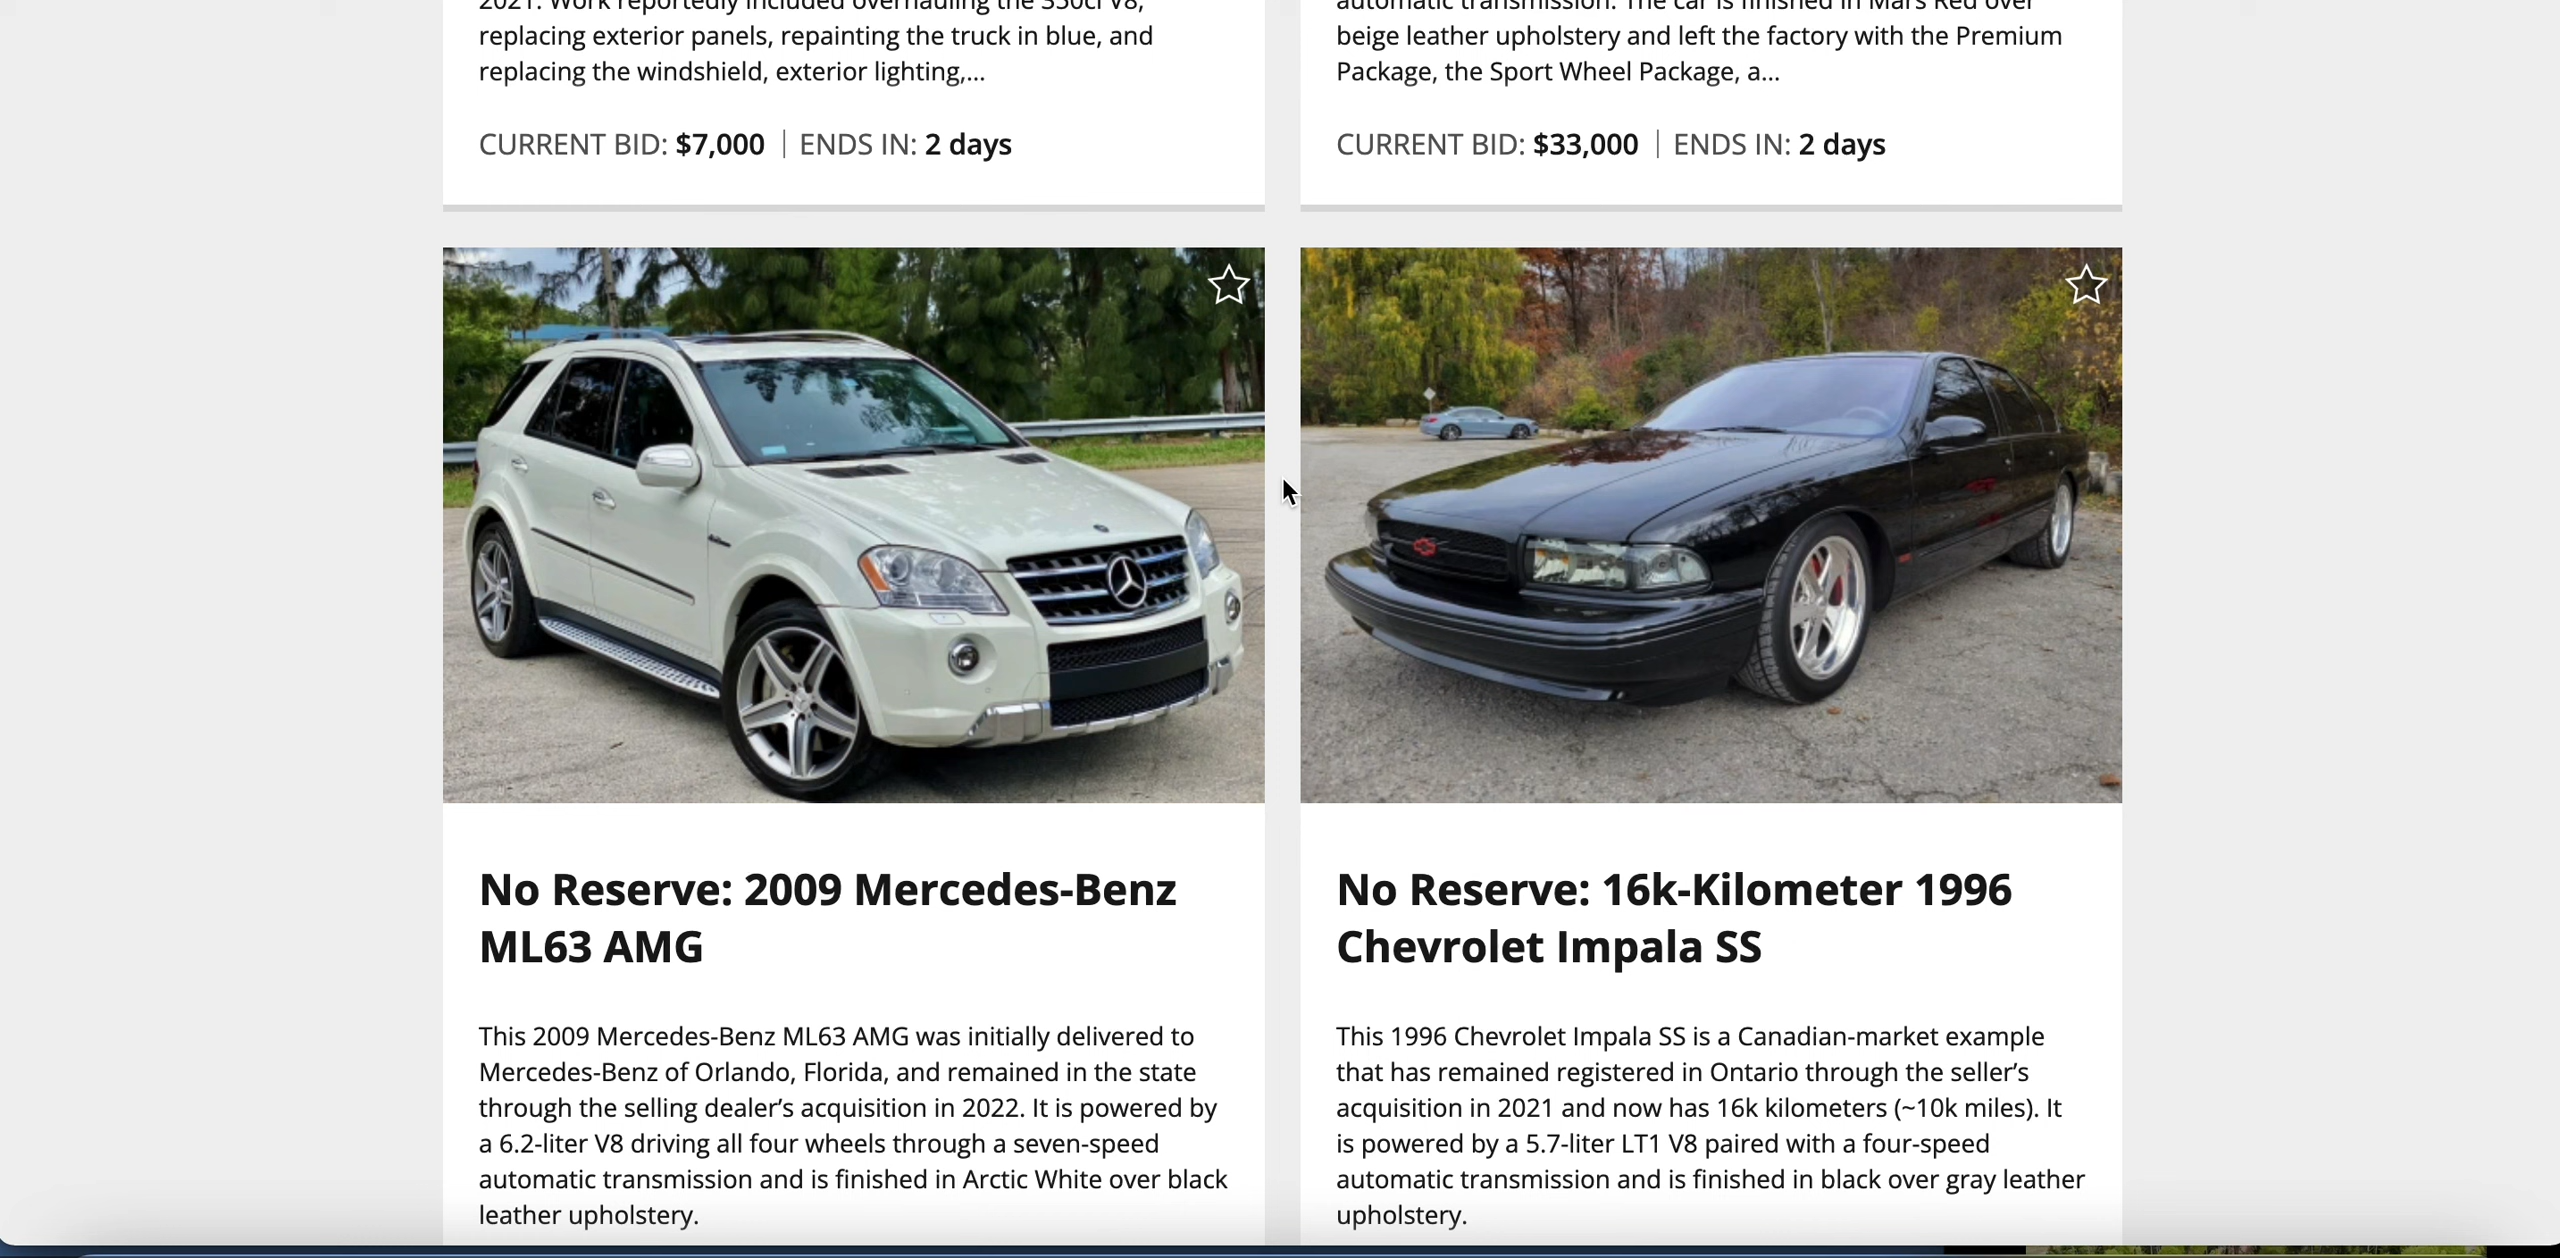 2021. Work reportedly included overhauling the 350ci V8,
replacing exterior panels, repainting the truck in blue, and
replacing the windshield, exterior lighting,...
CURRENT BID: $7,000 | ENDS IN: 2 days
automatic transmission. The car is finished in Mars Red over
beige leather upholstery and left the factory with the Premium
Package, the Sport Wheel Package, a...
CURRENT BID: $33,000 | ENDS IN: 2 days
No Reserve: 2009 Mercedes-Benz
ML63 AMG
This 2009 Mercedes-Benz ML63 AMG was initially delivered to
Mercedes-Benz of Orlando, Florida, and remained in the state
through the selling dealer’s acquisition in 2022. It is powered by
a 6.2-liter V8 driving all four wheels through a seven-speed
automatic transmission and is finished in Arctic White over black
leather upholstery.
No Reserve: 16k-Kilometer 1996
Chevrolet Impala SS
This 1996 Chevrolet Impala SS is a Canadian-market example
that has remained registered in Ontario through the seller’s
acquisition in 2021 and now has 16k kilometers (~10k miles). It
is powered by a 5.7-liter LT1 V8 paired with a four-speed
automatic transmission and is finished in black over gray leather
upholstery.